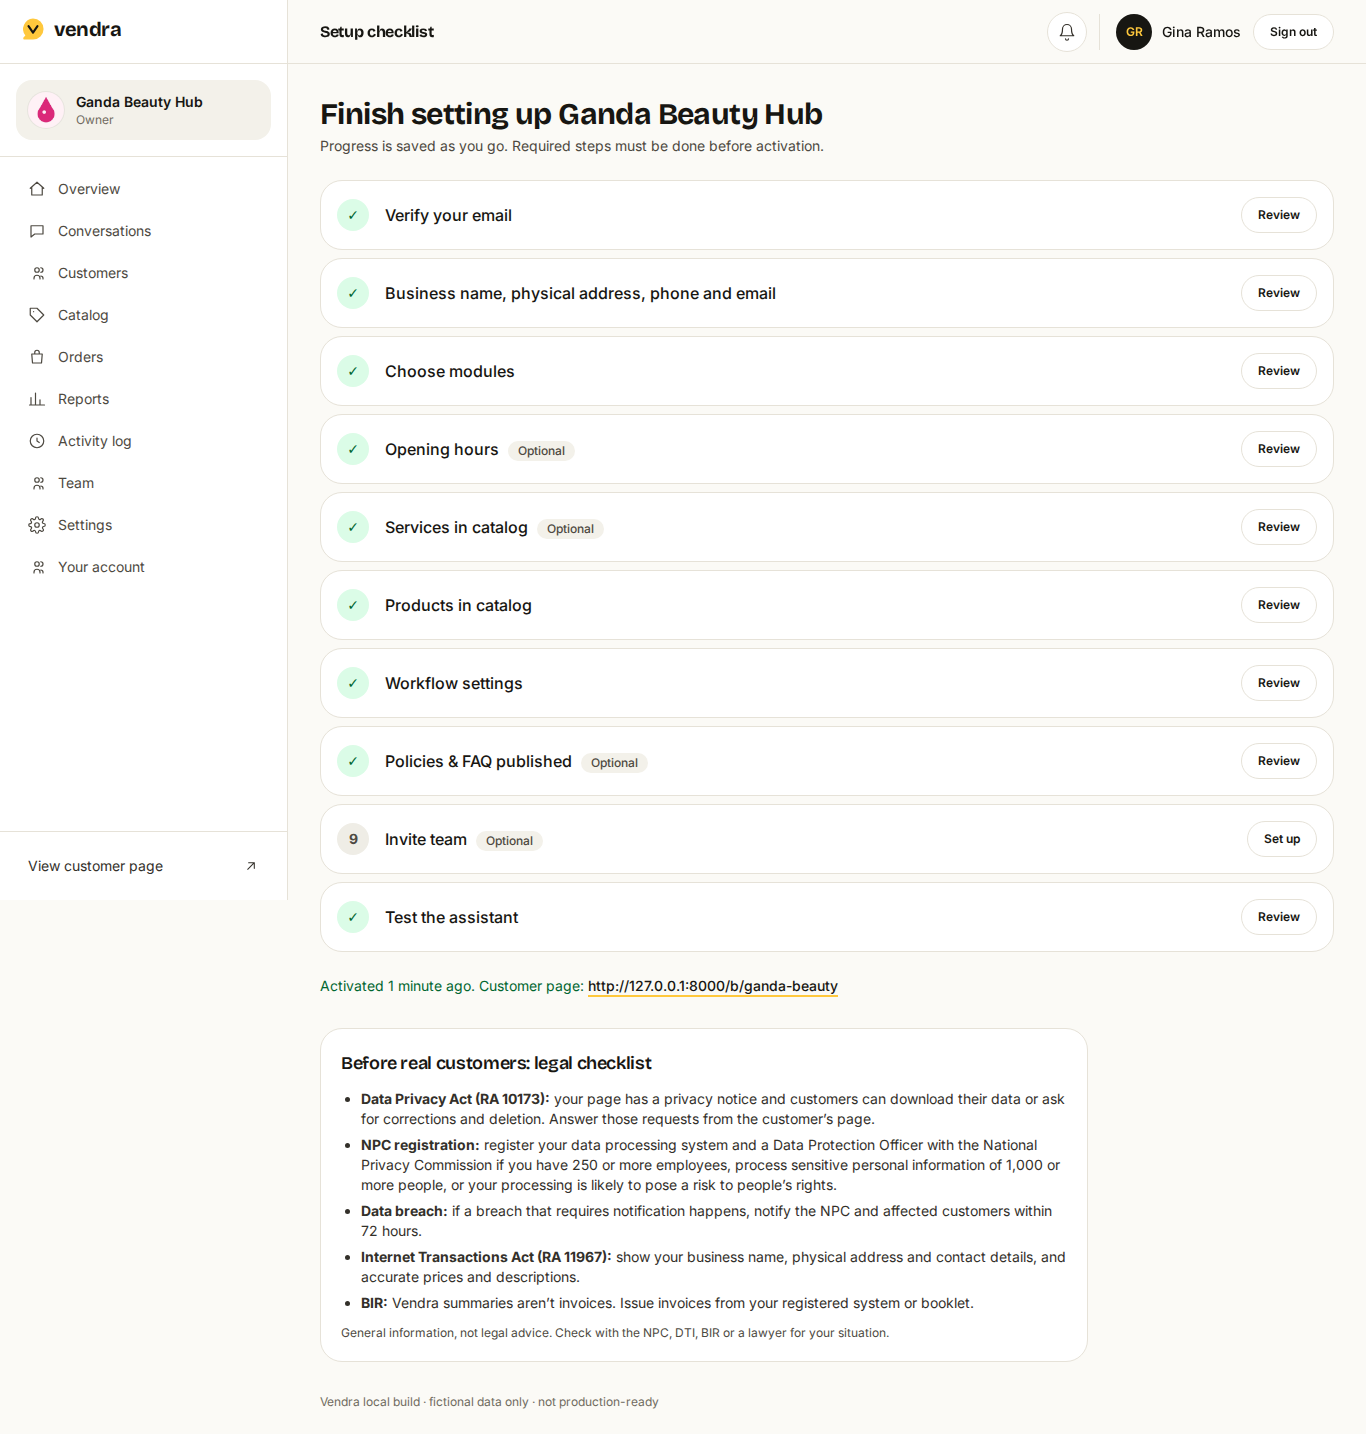 vendra
Setup checklist
GR
Gina Ramos
Sign out
Ganda Beauty Hub
Owner
Overview
Conversations
Customers
Catalog
Orders
Reports
Activity log
Team
Settings
Your account
View customer page
Finish setting up Ganda Beauty Hub
Progress is saved as you go. Required steps must be done before activation.
✓ Verify your email Review
✓ Business name, physical address, phone and email Review
✓ Choose modules Review
✓ Opening hours Optional Review
✓ Services in catalog Optional Review
✓ Products in catalog Review
✓ Workflow settings Review
✓ Policies & FAQ published Optional Review
9 Invite team Optional Set up
✓ Test the assistant Review
Activated 1 minute ago. Customer page: http://127.0.0.1:8000/b/ganda-beauty
Before real customers: legal checklist
• Data Privacy Act (RA 10173): your page has a privacy notice and customers can download their data or ask
for corrections and deletion. Answer those requests from the customer’s page.
• NPC registration: register your data processing system and a Data Protection Officer with the National
Privacy Commission if you have 250 or more employees, process sensitive personal information of 1,000 or
more people, or your processing is likely to pose a risk to people’s rights.
• Data breach: if a breach that requires notification happens, notify the NPC and affected customers within
72 hours.
• Internet Transactions Act (RA 11967): show your business name, physical address and contact details, and
accurate prices and descriptions.
• BIR: Vendra summaries aren’t invoices. Issue invoices from your registered system or booklet.
General information, not legal advice. Check with the NPC, DTI, BIR or a lawyer for your situation.
Vendra local build · fictional data only · not production-ready